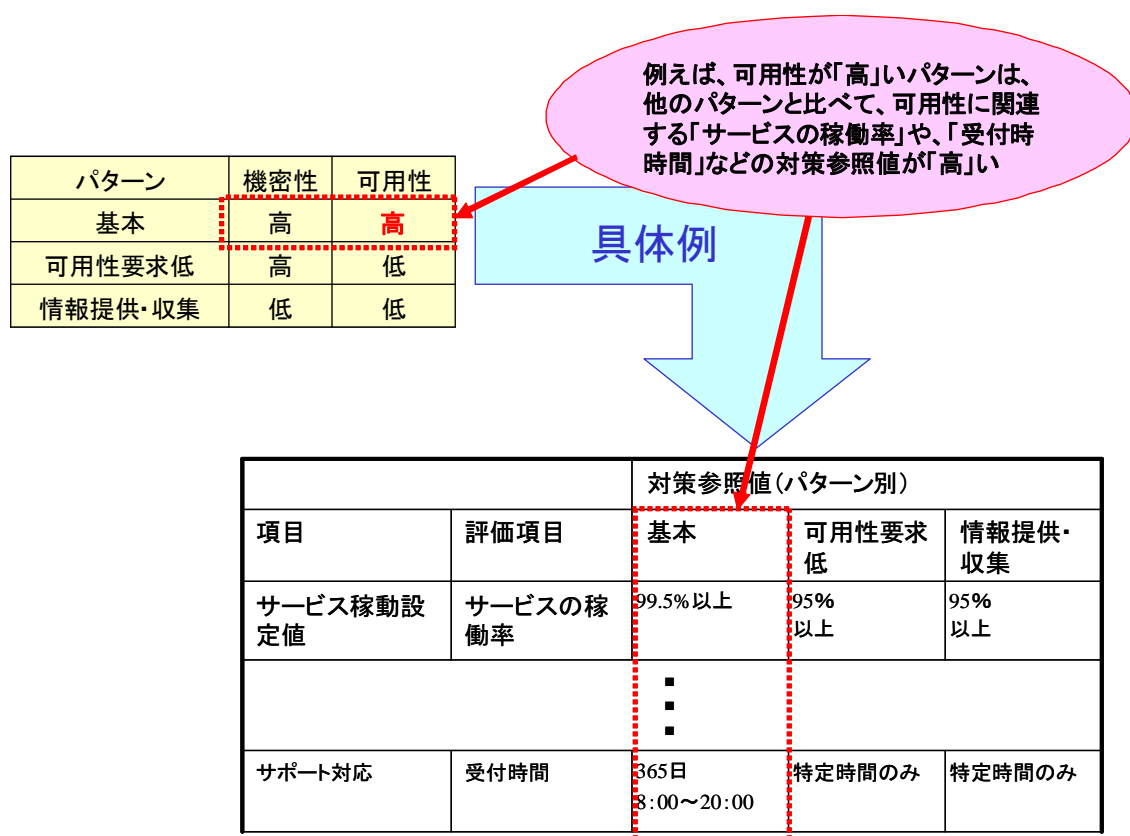 例えば、可用性が「高」いパターンは、
他のパターンと比べて、可用性に関連
する「サービスの稼働率」や、「受付時
時間」などの対策参照値が「高」い
パターン 機密性 可用性
基本 高 高
可用性要求低 高 低
情報提供・収集 低 低
具体例
対策参照値(パターン別)
項目 評価項目 基本 可用性要求 情報提供・
低 収集
サービス稼動設 サービスの稼 99.5%以上 95% 95%
定値 働率 以上 以上
サポート対応 受付時間 365日 特定時間のみ 特定時間のみ
8:00~20:00